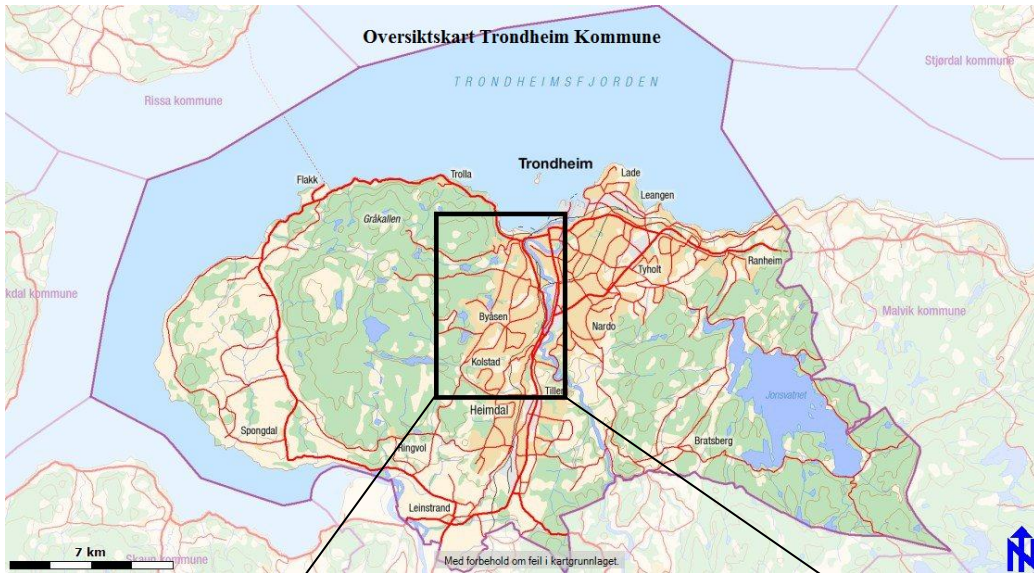 Oversiktskart Trondheim Kommune
Stjørdal kommune
TRONDHEIMSFJORDEN
Rissa kommune
Trondheim
Trolla
Lade
Flakk
Leangen
Gråkallen
Ranheim
Tyholt
kdal kommune
Malvik kommune
Byåsen
Nardo
Kolstad
Tiller
Jonsvatnet
Heimdal
Spongdal
Ringvol
Bratsberg
Leinstrand
7 km
Skaun kommune
Med forbehold om feil i kartgrunnlaget.
N